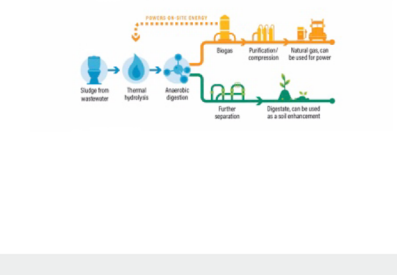 POWERS ON-SITE ENERGY
Biogas
Purification/
compression
Natural gas, can
be used for power
Sludge from
wastewater
Thermal
hydrolysis
Anaerobic
digestion
Further
separation
Digestate, can be used
as a soil enhancement